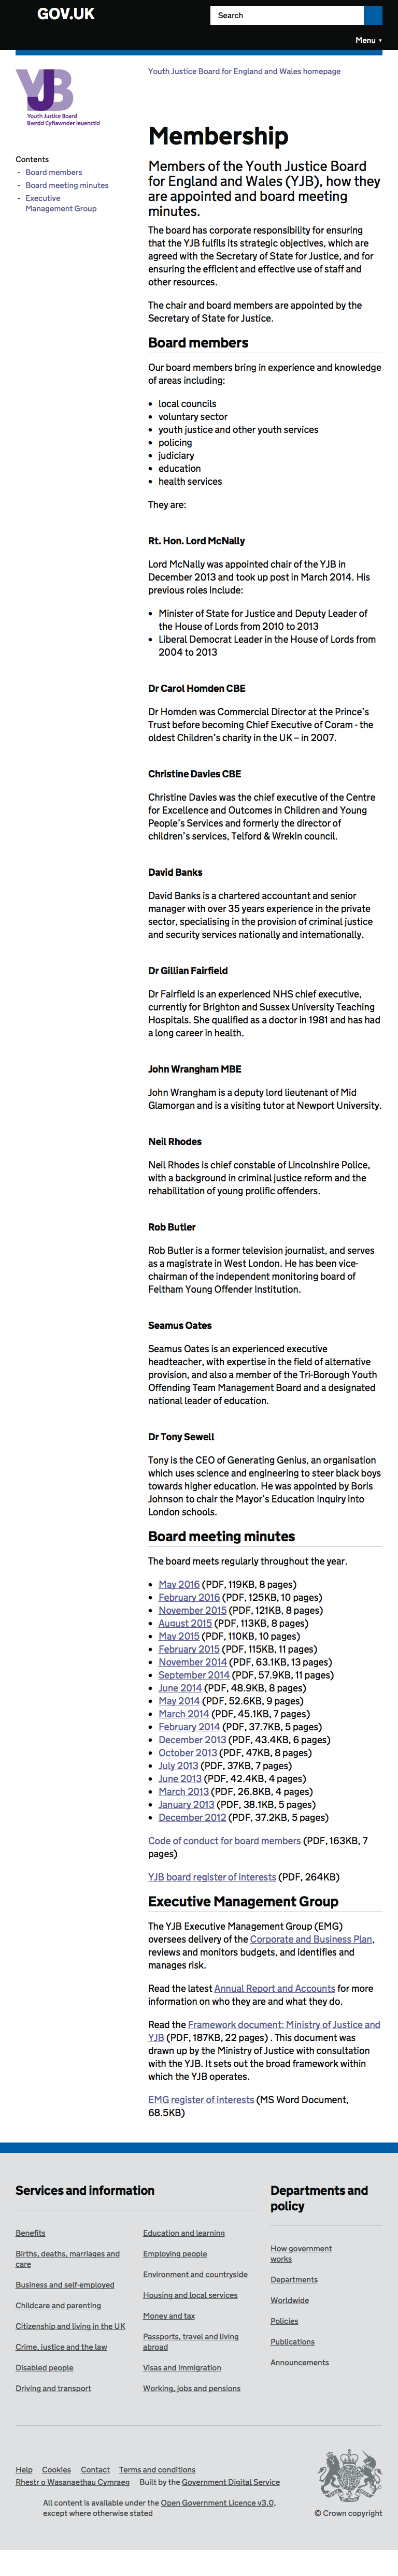 GOV.UK
Search
Menu ▼
YJB
Youth Justice Board
Bwrdd Cyfiawnder Ieuenctid
Youth Justice Board for England and Wales homepage
Contents
- Board members
- Board meeting minutes
- Executive
Management Group
Membership
Members of the Youth Justice Board
for England and Wales (YJB), how they
are appointed and board meeting
minutes.
The board has corporate responsibility for ensuring
that the YJB fulfils its strategic objectives, which are
agreed with the Secretary of State for Justice, and for
ensuring the efficient and effective use of staff and
other resources.
The chair and board members are appointed by the
Secretary of State for Justice.
Board members
Our board members bring in experience and knowledge
of areas including:
• local councils
• voluntary sector
• youth justice and other youth services
• policing
• judiciary
• education
• health services
They are:
Rt. Hon. Lord McNally
Lord McNally was appointed chair of the YJB in
December 2013 and took up post in March 2014. His
previous roles include:
• Minister of State for Justice and Deputy Leader of
the House of Lords from 2010 to 2013
• Liberal Democrat Leader in the House of Lords from
2004 to 2013
Dr Carol Homden CBE
Dr Homden was Commercial Director at the Prince's
Trust before becoming Chief Executive of Coram - the
oldest Children's charity in the UK – in 2007.
Christine Davies CBE
Christine Davies was the chief executive of the Centre
for Excellence and Outcomes in Children and Young
People's Services and formerly the director of
children's services, Telford & Wrekin council.
David Banks
David Banks is a chartered accountant and senior
manager with over 35 years experience in the private
sector, specialising in the provision of criminal justice
and security services nationally and internationally.
Dr Gillian Fairfield
Dr Fairfield is an experienced NHS chief executive,
currently for Brighton and Sussex University Teaching
Hospitals. She qualified as a doctor in 1981 and has had
a long career in health.
John Wrangham MBE
John Wrangham is a deputy lord lieutenant of Mid
Glamorgan and is a visiting tutor at Newport University.
Neil Rhodes
Neil Rhodes is chief constable of Lincolnshire Police,
with a background in criminal justice reform and the
rehabilitation of young prolific offenders.
Rob Butler
Rob Butler is a former television journalist, and serves
as a magistrate in West London. He has been vice-
chairman of the independent monitoring board of
Feltham Young Offender Institution.
Seamus Oates
Seamus Oates is an experienced executive
headteacher, with expertise in the field of alternative
provision, and also a member of the Tri-Borough Youth
Offending Team Management Board and a designated
national leader of education.
Dr Tony Sewell
Tony is the CEO of Generating Genius, an organisation
which uses science and engineering to steer black boys
towards higher education. He was appointed by Boris
Johnson to chair the Mayor's Education Inquiry into
London schools.
Board meeting minutes
The board meets regularly throughout the year.
• May 2016 (PDF, 119KB, 8 pages)
• February 2016 (PDF, 125KB, 10 pages)
• November 2015 (PDF, 121KB, 8 pages)
• August 2015 (PDF, 113KB, 8 pages)
• May 2015 (PDF, 110KB, 10 pages)
• February 2015 (PDF, 115KB, 11 pages)
• November 2014 (PDF, 63.1KB, 13 pages)
• September 2014 (PDF, 57.9KB, 11 pages)
• June 2014 (PDF, 48.9KB, 8 pages)
• May 2014 (PDF, 52.6KB, 9 pages)
• March 2014 (PDF, 45.1KB, 7 pages)
• February 2014 (PDF, 37.7KB, 5 pages)
• December 2013 (PDF, 43.4KB, 6 pages)
• October 2013 (PDF, 47KB, 8 pages)
• July 2013 (PDF, 37KB, 7 pages)
• June 2013 (PDF, 42.4KB, 4 pages)
• March 2013 (PDF, 26.8KB, 4 pages)
• January 2013 (PDF, 38.1KB, 5 pages)
• December 2012 (PDF, 37.2KB, 5 pages)
Code of conduct for board members (PDF, 163KB, 7
pages)
YJB board register of interests (PDF, 264KB)
Executive Management Group
The YJB Executive Management Group (EMG)
oversees delivery of the Corporate and Business Plan,
reviews and monitors budgets, and identifies and
manages risk.
Read the latest Annual Report and Accounts for more
information on who they are and what they do.
Read the Framework document: Ministry of Justice and
YJB (PDF, 187KB, 22 pages) . This document was
drawn up by the Ministry of Justice with consultation
with the YJB. It sets out the broad framework within
which the YJB operates.
EMG register of interests (MS Word Document,
68.5KB)
Services and information
Benefits
Births, deaths, marriages and
care
Business and self-employed
Childcare and parenting
Citizenship and living in the UK
Crime, justice and the law
Disabled people
Driving and transport
Education and learning
Employing people
Environment and countryside
Housing and local services
Money and tax
Passports, travel and living
abroad
Visas and immigration
Working, jobs and pensions
Departments and
policy
How government
works
Departments
Worldwide
Policies
Publications
Announcements
Help Cookies Contact Terms and conditions
Rhestr o Wasanaethau Cymraeg Built by the Government Digital Service
All content is available under the Open Government Licence v3.0,
except where otherwise stated
© Crown copyright